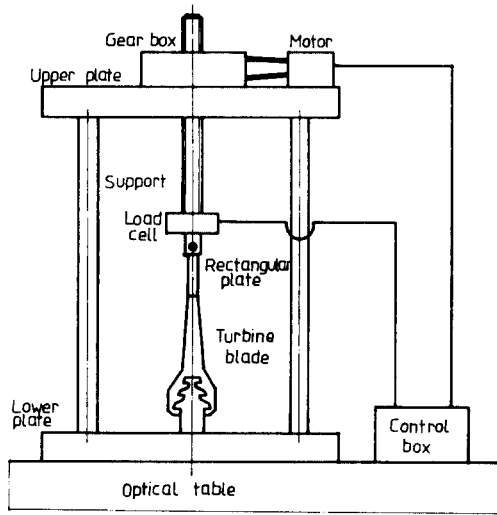 Gear box
Motor
Upper plate
Support
Load
cell
Rectangular
plate
Turbine
blade
Lower
plate
Control
box
Optical table